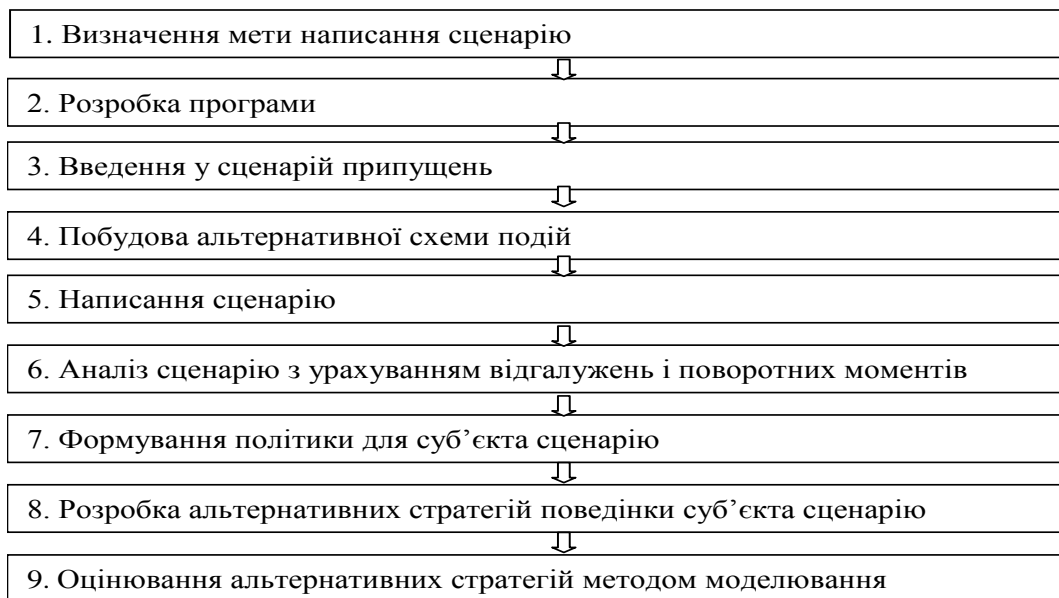 1. Визначення мети написання сценарію
2. Розробка програми
3. Введення у сценарій припущень
4. Побудова альтернативної схеми подій
5. Написання сценарію
6. Аналіз сценарію з урахуванням відгалужень і поворотних моментів
7. Формування політики для суб’єкта сценарію
8. Розробка альтернативних стратегій поведінки суб’єкта сценарію
9. Оцінювання альтернативних стратегій методом моделювання